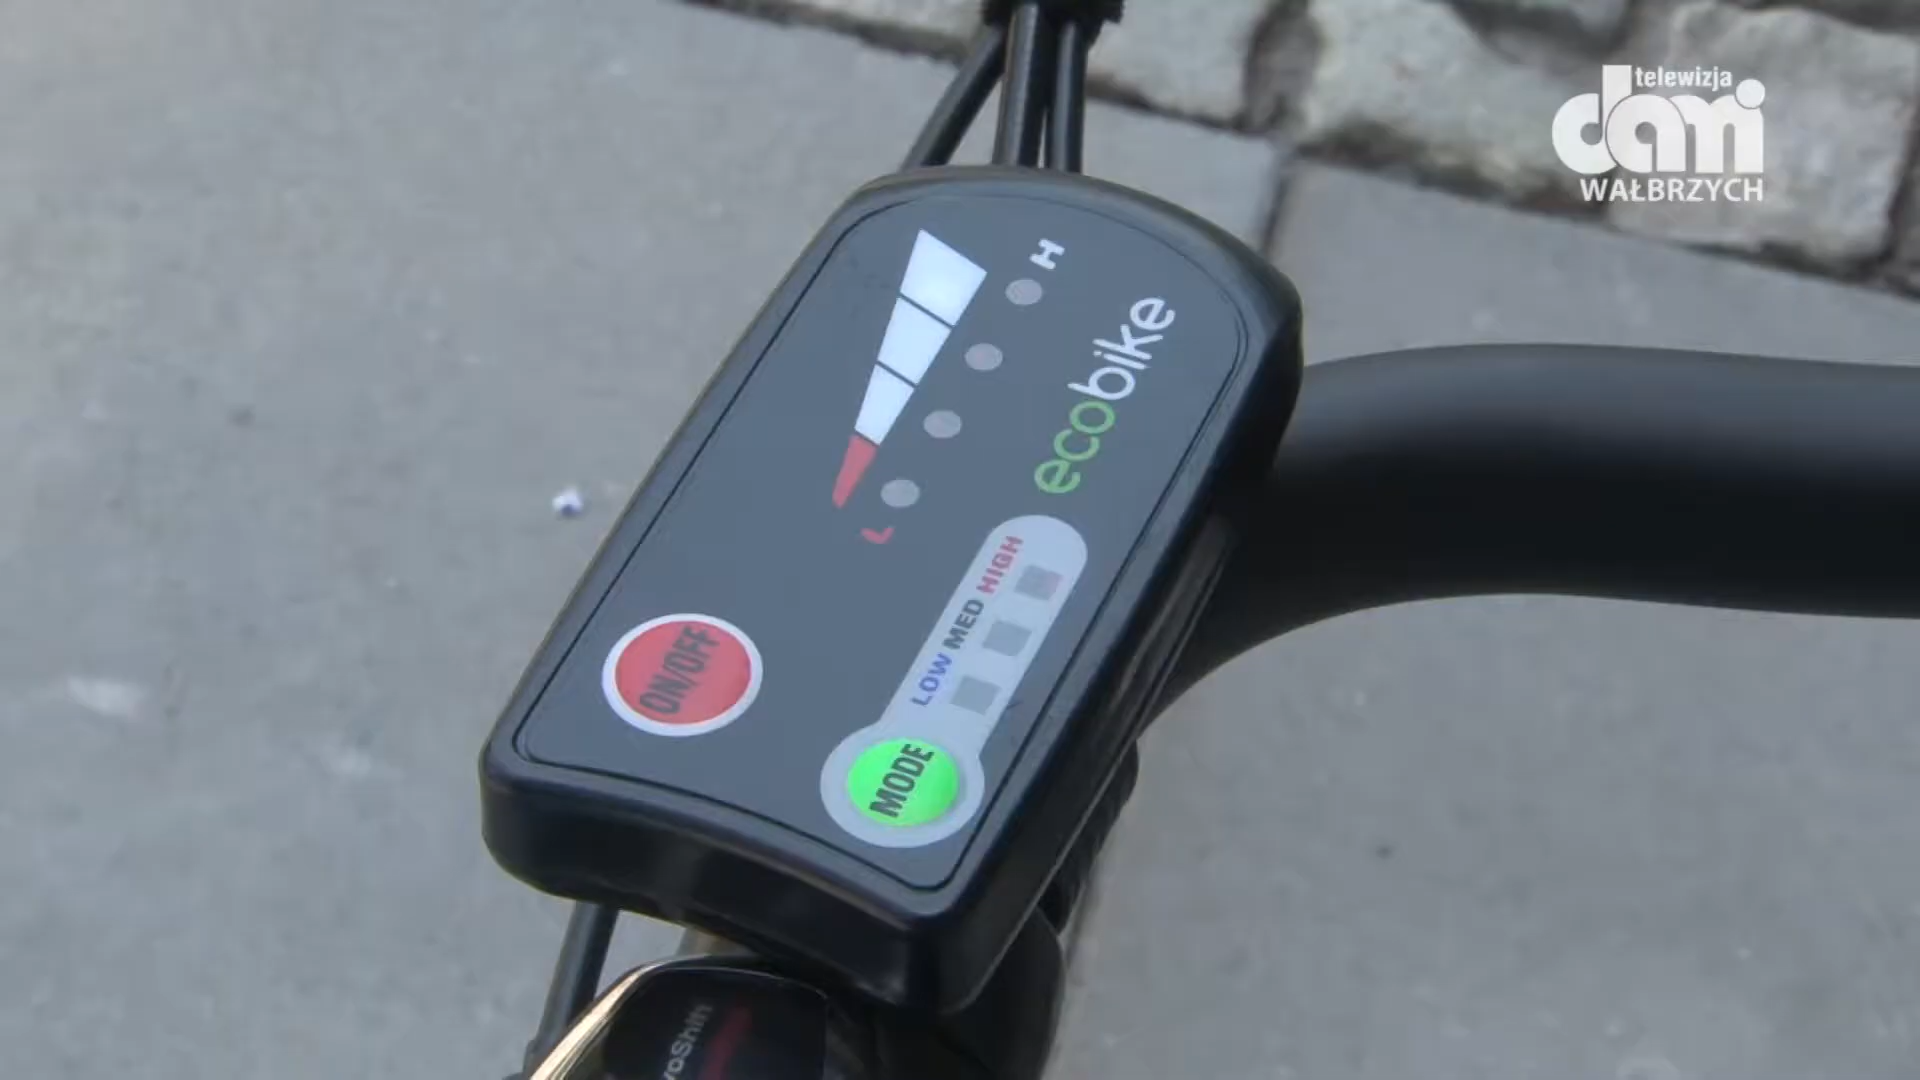 telewizja
dami
WAŁBRZYCH
H
L
ecobike
LOW MED HIGH
ON/OFF
MODE